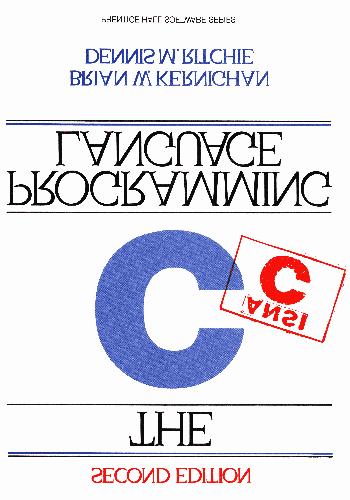 SECOND EDITION
THE
C
ANSI
C
PROGRAMMING
LANGUAGE
BRIAN W. KERNIGHAN
DENNIS M. RITCHIE
PRENTICE HALL SOFTWARE SERIES